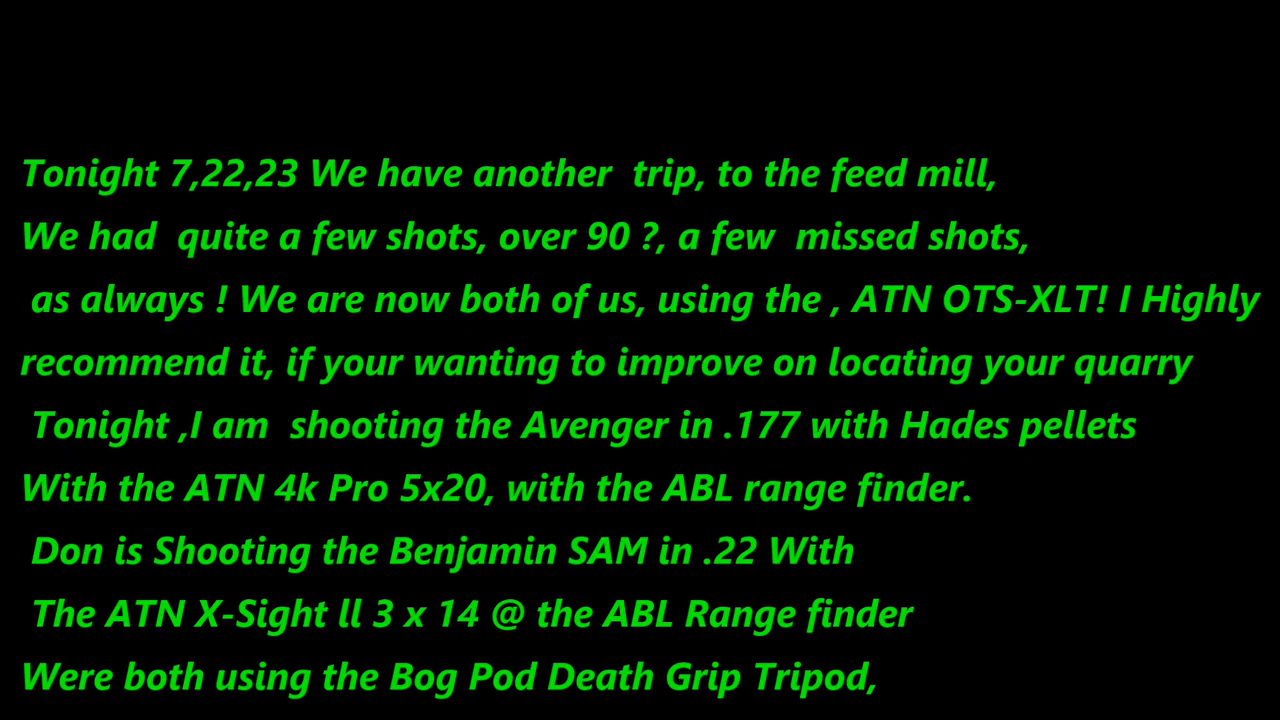 Tonight 7,22,23 We have another  trip, to the feed mill,
We had  quite a few shots, over 90 ?, a few  missed shots,
as always ! We are now both of us, using the , ATN OTS-XLT! I Highly
recommend it, if your wanting to improve on locating your quarry
Tonight ,I am  shooting the Avenger in .177 with Hades pellets
With the ATN 4k Pro 5x20, with the ABL range finder.
Don is Shooting the Benjamin SAM in .22 With
The ATN X-Sight ll 3 x 14 @ the ABL Range finder
Were both using the Bog Pod Death Grip Tripod,